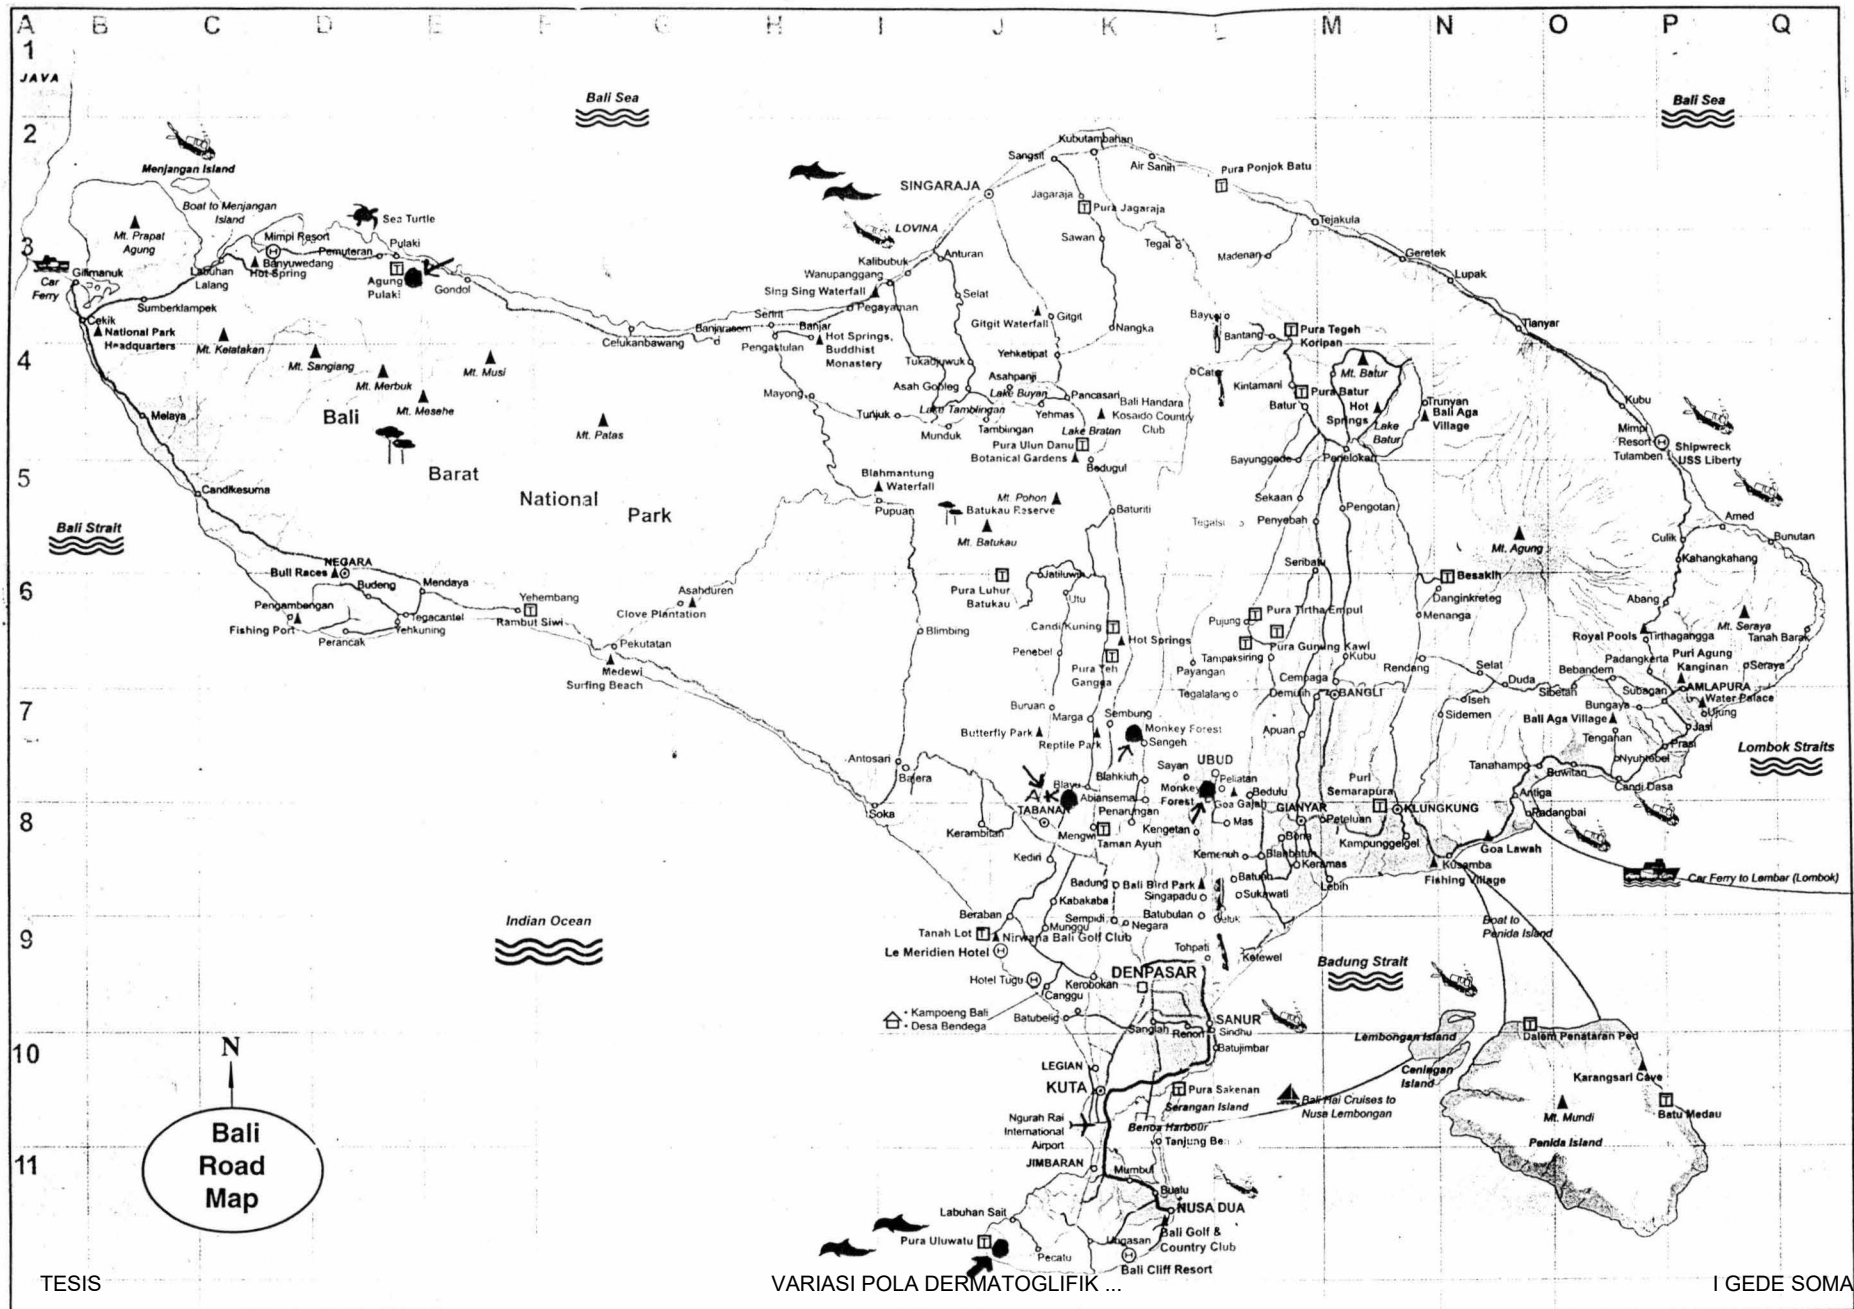 A B C D E F G H I J K L M N O P Q
1
JAVA
Bali Sea
Bali Sea
2
Menjangan Island
Boat to Menjangan
Island
Sea Turtle
Mt. Prapat
Agung
Mimpi Resort
Pemuteran
Pulaki
3
Gilimanuk
Car
Ferry
Labuhan
Lalang
Banyuwedang
Hot Spring
Agung
Pulaki
Gondol
Sumberklampek
Cekik
National Park
Headquarters
Mt. Kelatakan
Mt. Sangiang
Mt. Merbuk
Mt. Mesehe
Mt. Musi
Mt. Patas
Celukanbawang
Banjarasem
Seririt
Pengastulan
Banjar
Hot Springs,
Buddhist
Monastery
Kubutambahan
Sangsit
Air Sanih
Pura Ponjok Batu
SINGARAJA
Jagaraja
Pura Jagaraja
LOVINA
Sawan
Tegal
Tejakula
Madenan
Geretek
Lupak
Kalibubuk
Anturan
Wanupanggang
Sing Sing Waterfall
Pegayaman
Selat
Gitgit Waterfall
Gitgit
Nangka
Bantang
Pura Tegeh
Koripan
Tianyar
4
Melaya
Bali
Barat
National
Park
Mayong
Tukadjuwuk
Yehketipat
Asah Gobleg
Asahpanji
Lake Buyan
Pancasari
Bali Handara
Kosaido Country
Club
Tunjuk
Lake Tamblingan
Yehmas
Munduk
Tamblingan
Lake Bratan
Pura Ulun Danu
Botanical Gardens
Bedugul
Kintamani
Pura Batur
Batur
Mt. Batur
Hot
Springs
Lake
Batur
Trunyan
Bali Aga
Village
Kubu
Mimpi
Resort
Tulamben
Shipwreck
USS Liberty
5
Candikesuma
Bali Strait
Blahmantung
Waterfall
Pupuan
Mt. Pohon
Batukau Reserve
Mt. Batukau
Baturiti
Bayunggede
Penelokan
Sekaan
Penyebah
Pengotan
Mt. Agung
Amed
Culik
Bunutan
Kahangkahang
6
NEGARA
Bull Races
Budeng
Mendaya
Pengambengan
Fishing Port
Perancak
Tegacantel
Yehkuning
Yehembang
Rambut Siwi
Asahduren
Clove Plantation
Pekutatan
Medewi
Surfing Beach
Pura Luhur
Batukau
Jatiluwih
Utu
Blimbing
Penebel
Candi Kuning
Hot Springs
Pura Yeh
Gangga
Payangan
Seribatu
Pujung
Pura Tirtha Empul
Tampaksiring
Pura Gunung Kawi
Kubu
Besakih
Danginkreteg
Menanga
Rendang
Selat
Duda
Abang
Mt. Seraya
Royal Pools
Tirthagangga
Tanah Barak
Bebandem
Padangkerta
Puri Agung
Kanginan
Seraya
7
Buruan
Marga
Sembung
Butterfly Park
Reptile Park
Monkey Forest
Sengeh
Tegalalang
Demulih
Cempaga
BANGLI
Apuan
Iseh
Sidemen
Sibetan
Subagan
AMLAPURA
Water Palace
Ujung
Bungaya
Bali Aga Village
Tenganan
Jasi
Prasi
Nyuhtebel
Lombok Straits
Antosari
Bajera
Blayu
Blahkiuh
Sayan
UBUD
Peliatan
Puri
Semarapura
Tanahampo
Buwitan
Candi Dasa
8
Soka
TABANAN
Kerambitan
Abiansemal
Penarungan
Monkey
Forest
Goa Gajah
Bedulu
GIANYAR
Peteluan
KLUNGKUNG
Antiga
Padangbai
Mengwi
Taman Ayun
Kengetan
Mas
Bona
Kampunggelgel
Goa Lawah
Kediri
Kemenuh
Blahbatuh
Keramas
Kusamba
Fishing Village
Badung
Bali Bird Park
Singapadu
Sukawati
Lebih
Car Ferry to Lembar (Lombok)
9
Indian Ocean
Beraban
Kabakaba
Sempidi
Batubulan
Celuk
Negara
Tanah Lot
Munggu
Nirwana Bali Golf Club
Le Meridien Hotel
Tohpati
Ketewel
Badung Strait
Boat to
Penida Island
Hotel Tugu
Canggu
Kerobokan
DENPASAR
Kampoeng Bali
Desa Bendega
Batubelig
Sanglah
Renon
SANUR
Sindhu
Batujimbar
Lembongan Island
Dalem Penataran Ped
10
N
Bali
Road
Map
LEGIAN
KUTA
Pura Sakenan
Serangan Island
Bali Hai Cruises to
Nusa Lembongan
Ceningan
Island
Karangsari Cave
Mt. Mundi
Batu Medau
Penida Island
Ngurah Rai
International
Airport
Benoa Harbour
11
JIMBARAN
Mumbul
Bualu
NUSA DUA
Labuhan Sait
Pura Uluwatu
Pecatu
Ungasan
Bali Golf &
Country Club
Bali Cliff Resort
TESIS VARIASI POLA DERMATOGLIFIK ... I GEDE SOMA